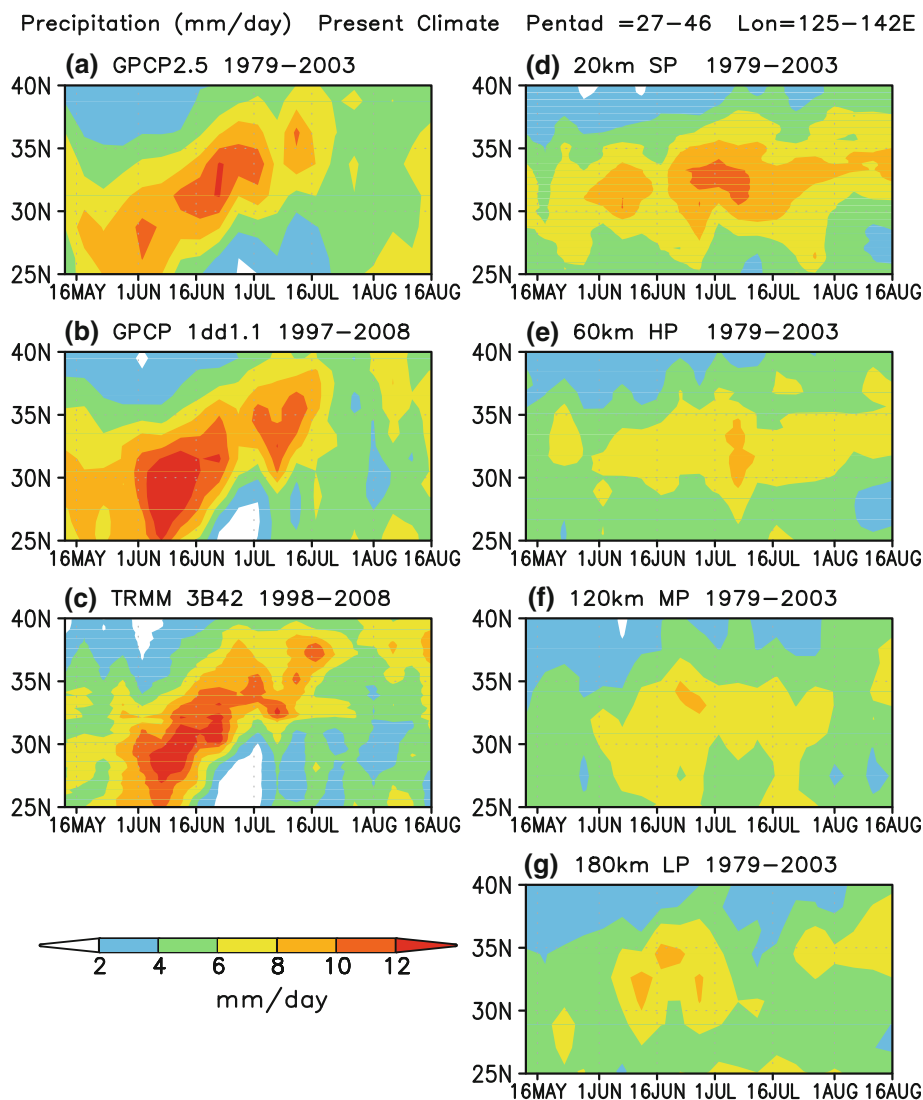 Precipitation (mm/day) Present Climate Pentad =27−46 Lon=125−142E
(a) GPCP2.5 1979−2003
40N
35N
30N
25N
16MAY 1JUN 16JUN 1JUL 16JUL 1AUG 16AUG
(b) GPCP 1dd1.1 1997−2008
40N
35N
30N
25N
16MAY 1JUN 16JUN 1JUL 16JUL 1AUG 16AUG
(c) TRMM 3B42 1998−2008
40N
35N
30N
25N
16MAY 1JUN 16JUN 1JUL 16JUL 1AUG 16AUG
2 4 6 8 10 12
mm/day
(d) 20km SP 1979−2003
40N
35N
30N
25N
16MAY 1JUN 16JUN 1JUL 16JUL 1AUG 16AUG
(e) 60km HP 1979−2003
40N
35N
30N
25N
16MAY 1JUN 16JUN 1JUL 16JUL 1AUG 16AUG
(f) 120km MP 1979−2003
40N
35N
30N
25N
16MAY 1JUN 16JUN 1JUL 16JUL 1AUG 16AUG
(g) 180km LP 1979−2003
40N
35N
30N
25N
16MAY 1JUN 16JUN 1JUL 16JUL 1AUG 16AUG